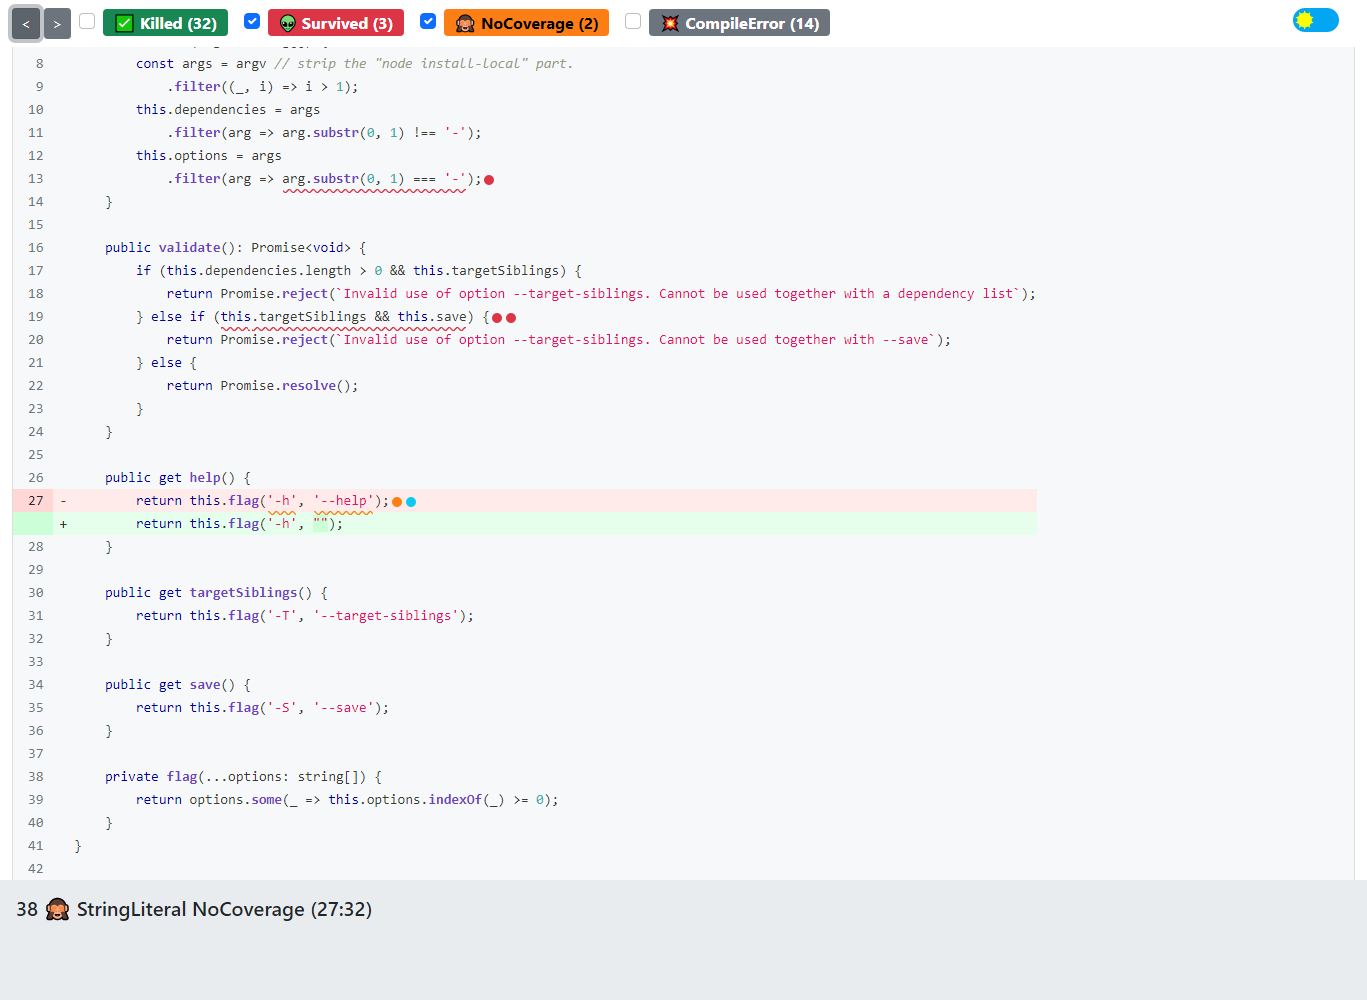 < > Killed (32) Survived (3) NoCoverage (2) CompileError (14)
8 const args = argv // strip the "node install-local" part.
9 .filter((_, i) => i > 1);
10 this.dependencies = args
11 .filter(arg => arg.substr(0, 1) !== '-');
12 this.options = args
13 .filter(arg => arg.substr(0, 1) === '-');
14 }
15
16 public validate(): Promise<void> {
17 if (this.dependencies.length > 0 && this.targetSiblings) {
18 return Promise.reject(`Invalid use of option --target-siblings. Cannot be used together with a dependency list`);
19 } else if (this.targetSiblings && this.save) {
20 return Promise.reject(`Invalid use of option --target-siblings. Cannot be used together with --save`);
21 } else {
22 return Promise.resolve();
23 }
24 }
25
26 public get help() {
27 - return this.flag('-h', '--help');
+ return this.flag('-h', "");
28 }
29
30 public get targetSiblings() {
31 return this.flag('-T', '--target-siblings');
32 }
33
34 public get save() {
35 return this.flag('-S', '--save');
36 }
37
38 private flag(...options: string[]) {
39 return options.some(_ => this.options.indexOf(_) >= 0);
40 }
41 }
42
38 StringLiteral NoCoverage (27:32)